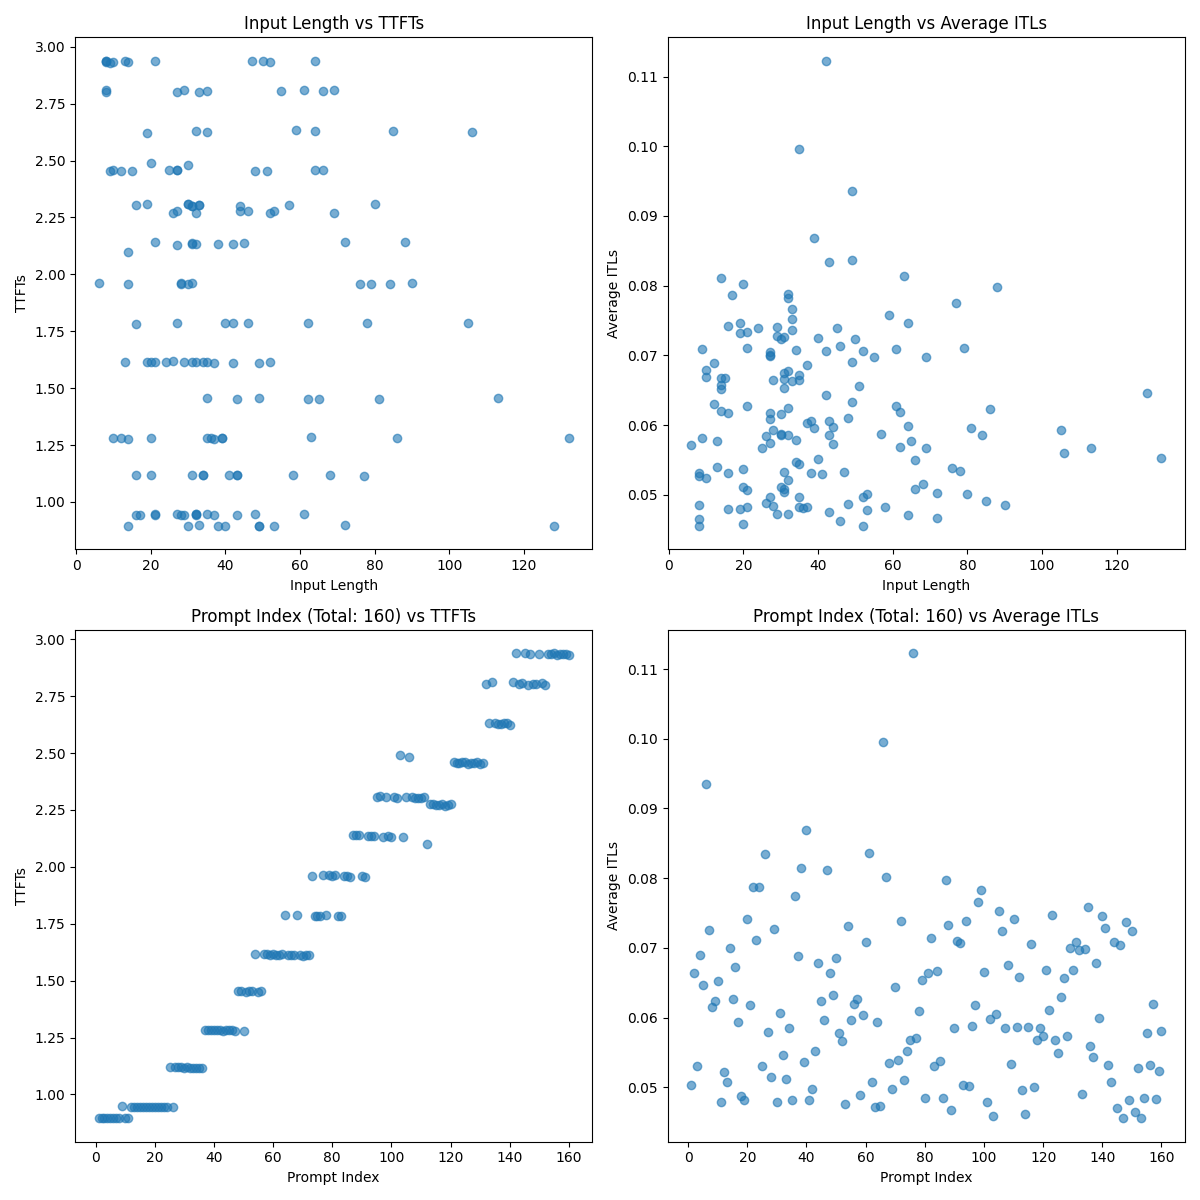 Input Length vs TTFTs
3.00
2.75
2.50
2.25
2.00
1.75
1.50
1.25
1.00
TTFTs
0 20 40 60 80 100 120
Input Length
Input Length vs Average ITLs
0.11
0.10
0.09
0.08
0.07
0.06
0.05
Average ITLs
0 20 40 60 80 100 120
Input Length
Prompt Index (Total: 160) vs TTFTs
3.00
2.75
2.50
2.25
2.00
1.75
1.50
1.25
1.00
TTFTs
0 20 40 60 80 100 120 140 160
Prompt Index
Prompt Index (Total: 160) vs Average ITLs
0.11
0.10
0.09
0.08
0.07
0.06
0.05
Average ITLs
0 20 40 60 80 100 120 140 160
Prompt Index